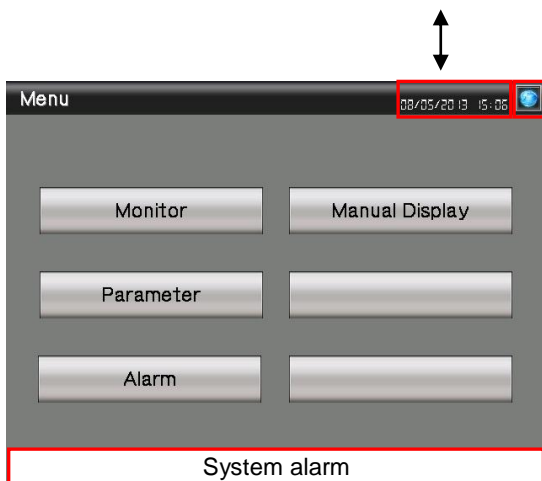 Menu
08/05/2013 15:06
Monitor
Manual Display
Parameter
Alarm
System alarm